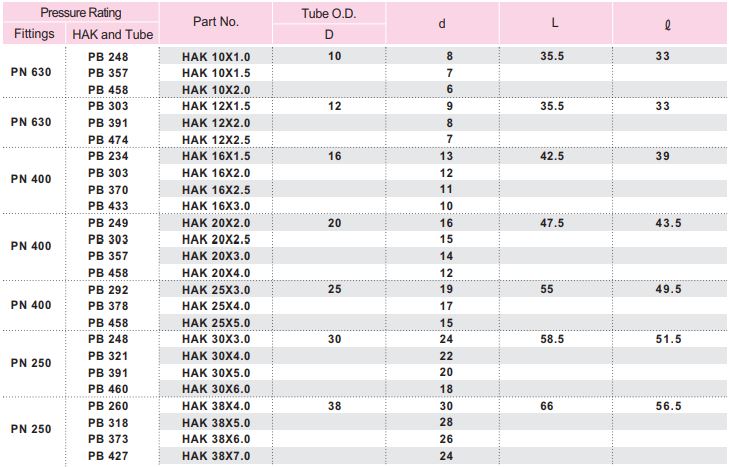 Pressure Rating Part No. Tube O.D. d L ℓ
Fittings HAK and Tube D
PN 630 PB 248 HAK 10X1.0 10 8 35.5 33
PB 357 HAK 10X1.5 7
PB 458 HAK 10X2.0 6
PN 630 PB 303 HAK 12X1.5 12 9 35.5 33
PB 391 HAK 12X2.0 8
PB 474 HAK 12X2.5 7
PN 400 PB 234 HAK 16X1.5 16 13 42.5 39
PB 303 HAK 16X2.0 12
PB 370 HAK 16X2.5 11
PB 433 HAK 16X3.0 10
PN 400 PB 249 HAK 20X2.0 20 16 47.5 43.5
PB 303 HAK 20X2.5 15
PB 357 HAK 20X3.0 14
PB 458 HAK 20X4.0 12
PN 400 PB 292 HAK 25X3.0 25 19 55 49.5
PB 378 HAK 25X4.0 17
PB 458 HAK 25X5.0 15
PN 250 PB 248 HAK 30X3.0 30 24 58.5 51.5
PB 321 HAK 30X4.0 22
PB 391 HAK 30X5.0 20
PB 460 HAK 30X6.0 18
PN 250 PB 260 HAK 38X4.0 38 30 66 56.5
PB 318 HAK 38X5.0 28
PB 373 HAK 38X6.0 26
PB 427 HAK 38X7.0 24